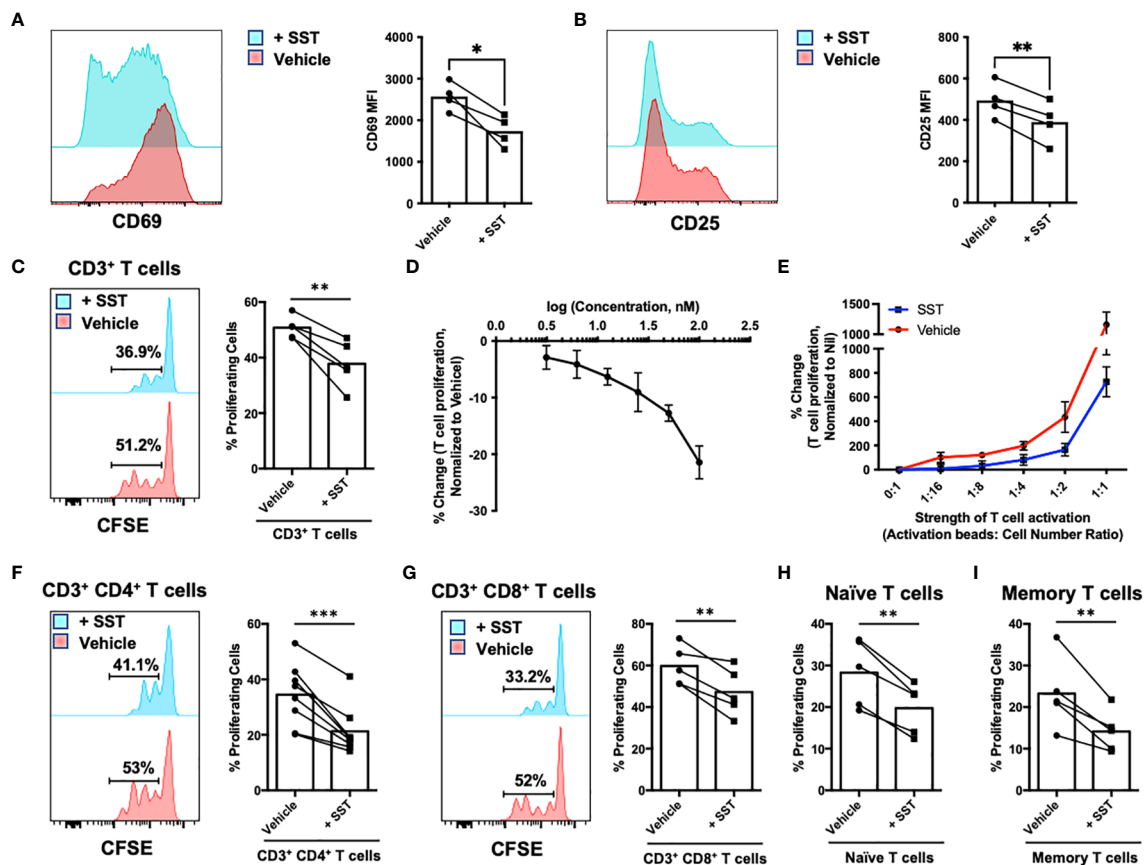 A
+ SST
Vehicle
CD69
CD69 MFI
4000
3000
2000
1000
0
*
Vehicle
+ SST
B
+ SST
Vehicle
CD25
CD25 MFI
800
600
400
200
0
**
Vehicle
+ SST
C
CD3+ T cells
+ SST
Vehicle
36.9%
51.2%
CFSE
% Proliferating Cells
60
40
20
0
**
Vehicle
+ SST
CD3+ T cells
D
log (Concentration, nM)
0.0 0.5 1.0 1.5 2.0 2.5
0
-10
-20
-30
% Change (T cell proliferation,
Nomalized to Vehicel)
E
SST
Vehicle
1500
1250
1000
800
600
400
200
0
% Change
(T cell proliferation,
Nomalized to Nil)
0:1 1:16 1:8 1:4 1:2 1:1
Strength of T cell activation
(Activation beads: Cell Number Ratio)
F
CD3+ CD4+ T cells
+ SST
Vehicle
41.1%
53%
CFSE
% Proliferating Cells
60
40
20
0
***
Vehicle
+ SST
CD3+ CD4+ T cells
G
CD3+ CD8+ T cells
+ SST
Vehicle
33.2%
52%
CFSE
% Proliferating Cells
80
60
40
20
0
**
Vehicle
+ SST
CD3+ CD8+ T cells
H
Naïve T cells
% Proliferating Cells
40
30
20
10
0
**
Vehicle
+ SST
Naïve T cells
I
Memory T cells
% Proliferating Cells
40
30
20
10
0
**
Vehicle
+ SST
Memory T cells